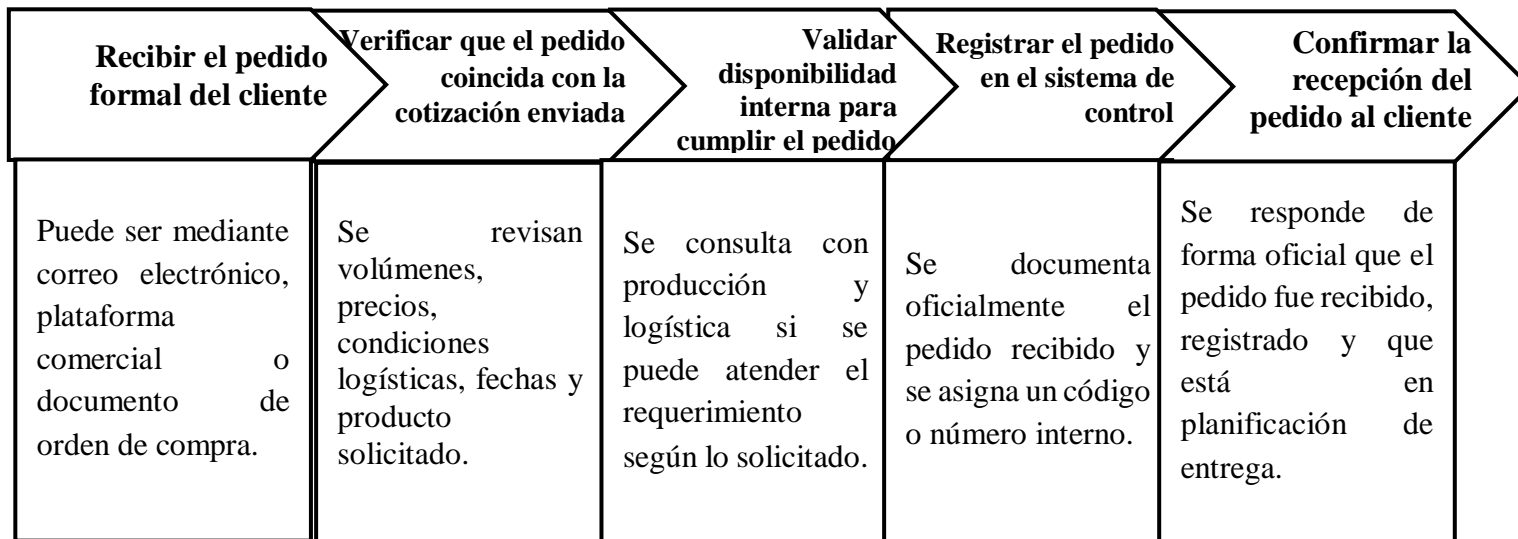 Recibir el pedido
formal del cliente
Verificar que el pedido
coincida con la
cotización enviada
Validar
disponibilidad
interna para
cumplir el pedido
Registrar el pedido
en el sistema de
control
Confirmar la
recepción del
pedido al cliente
Puede ser mediante
correo electrónico,
plataforma
comercial o
documento de
orden de compra.
Se revisan
volúmenes,
precios,
condiciones
logísticas, fechas y
producto
solicitado.
Se consulta con
producción y
logística si se
puede atender el
requerimiento
según lo solicitado.
Se documenta
oficialmente el
pedido recibido y
se asigna un código
o número interno.
Se responde de
forma oficial que el
pedido fue recibido,
registrado y que
está en
planificación de
entrega.